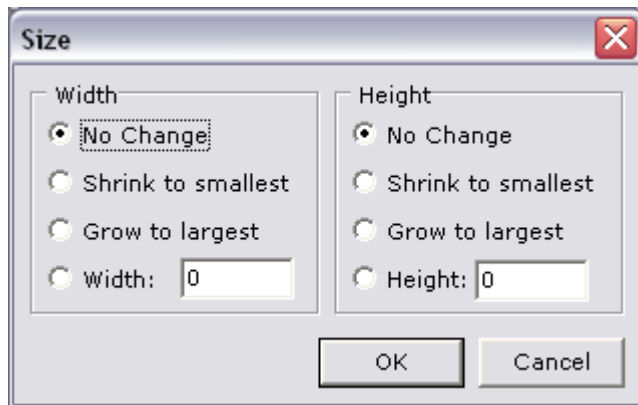 Size
Width
No Change
Shrink to smallest
Grow to largest
Width: 0
Height
No Change
Shrink to smallest
Grow to largest
Height: 0
OK
Cancel